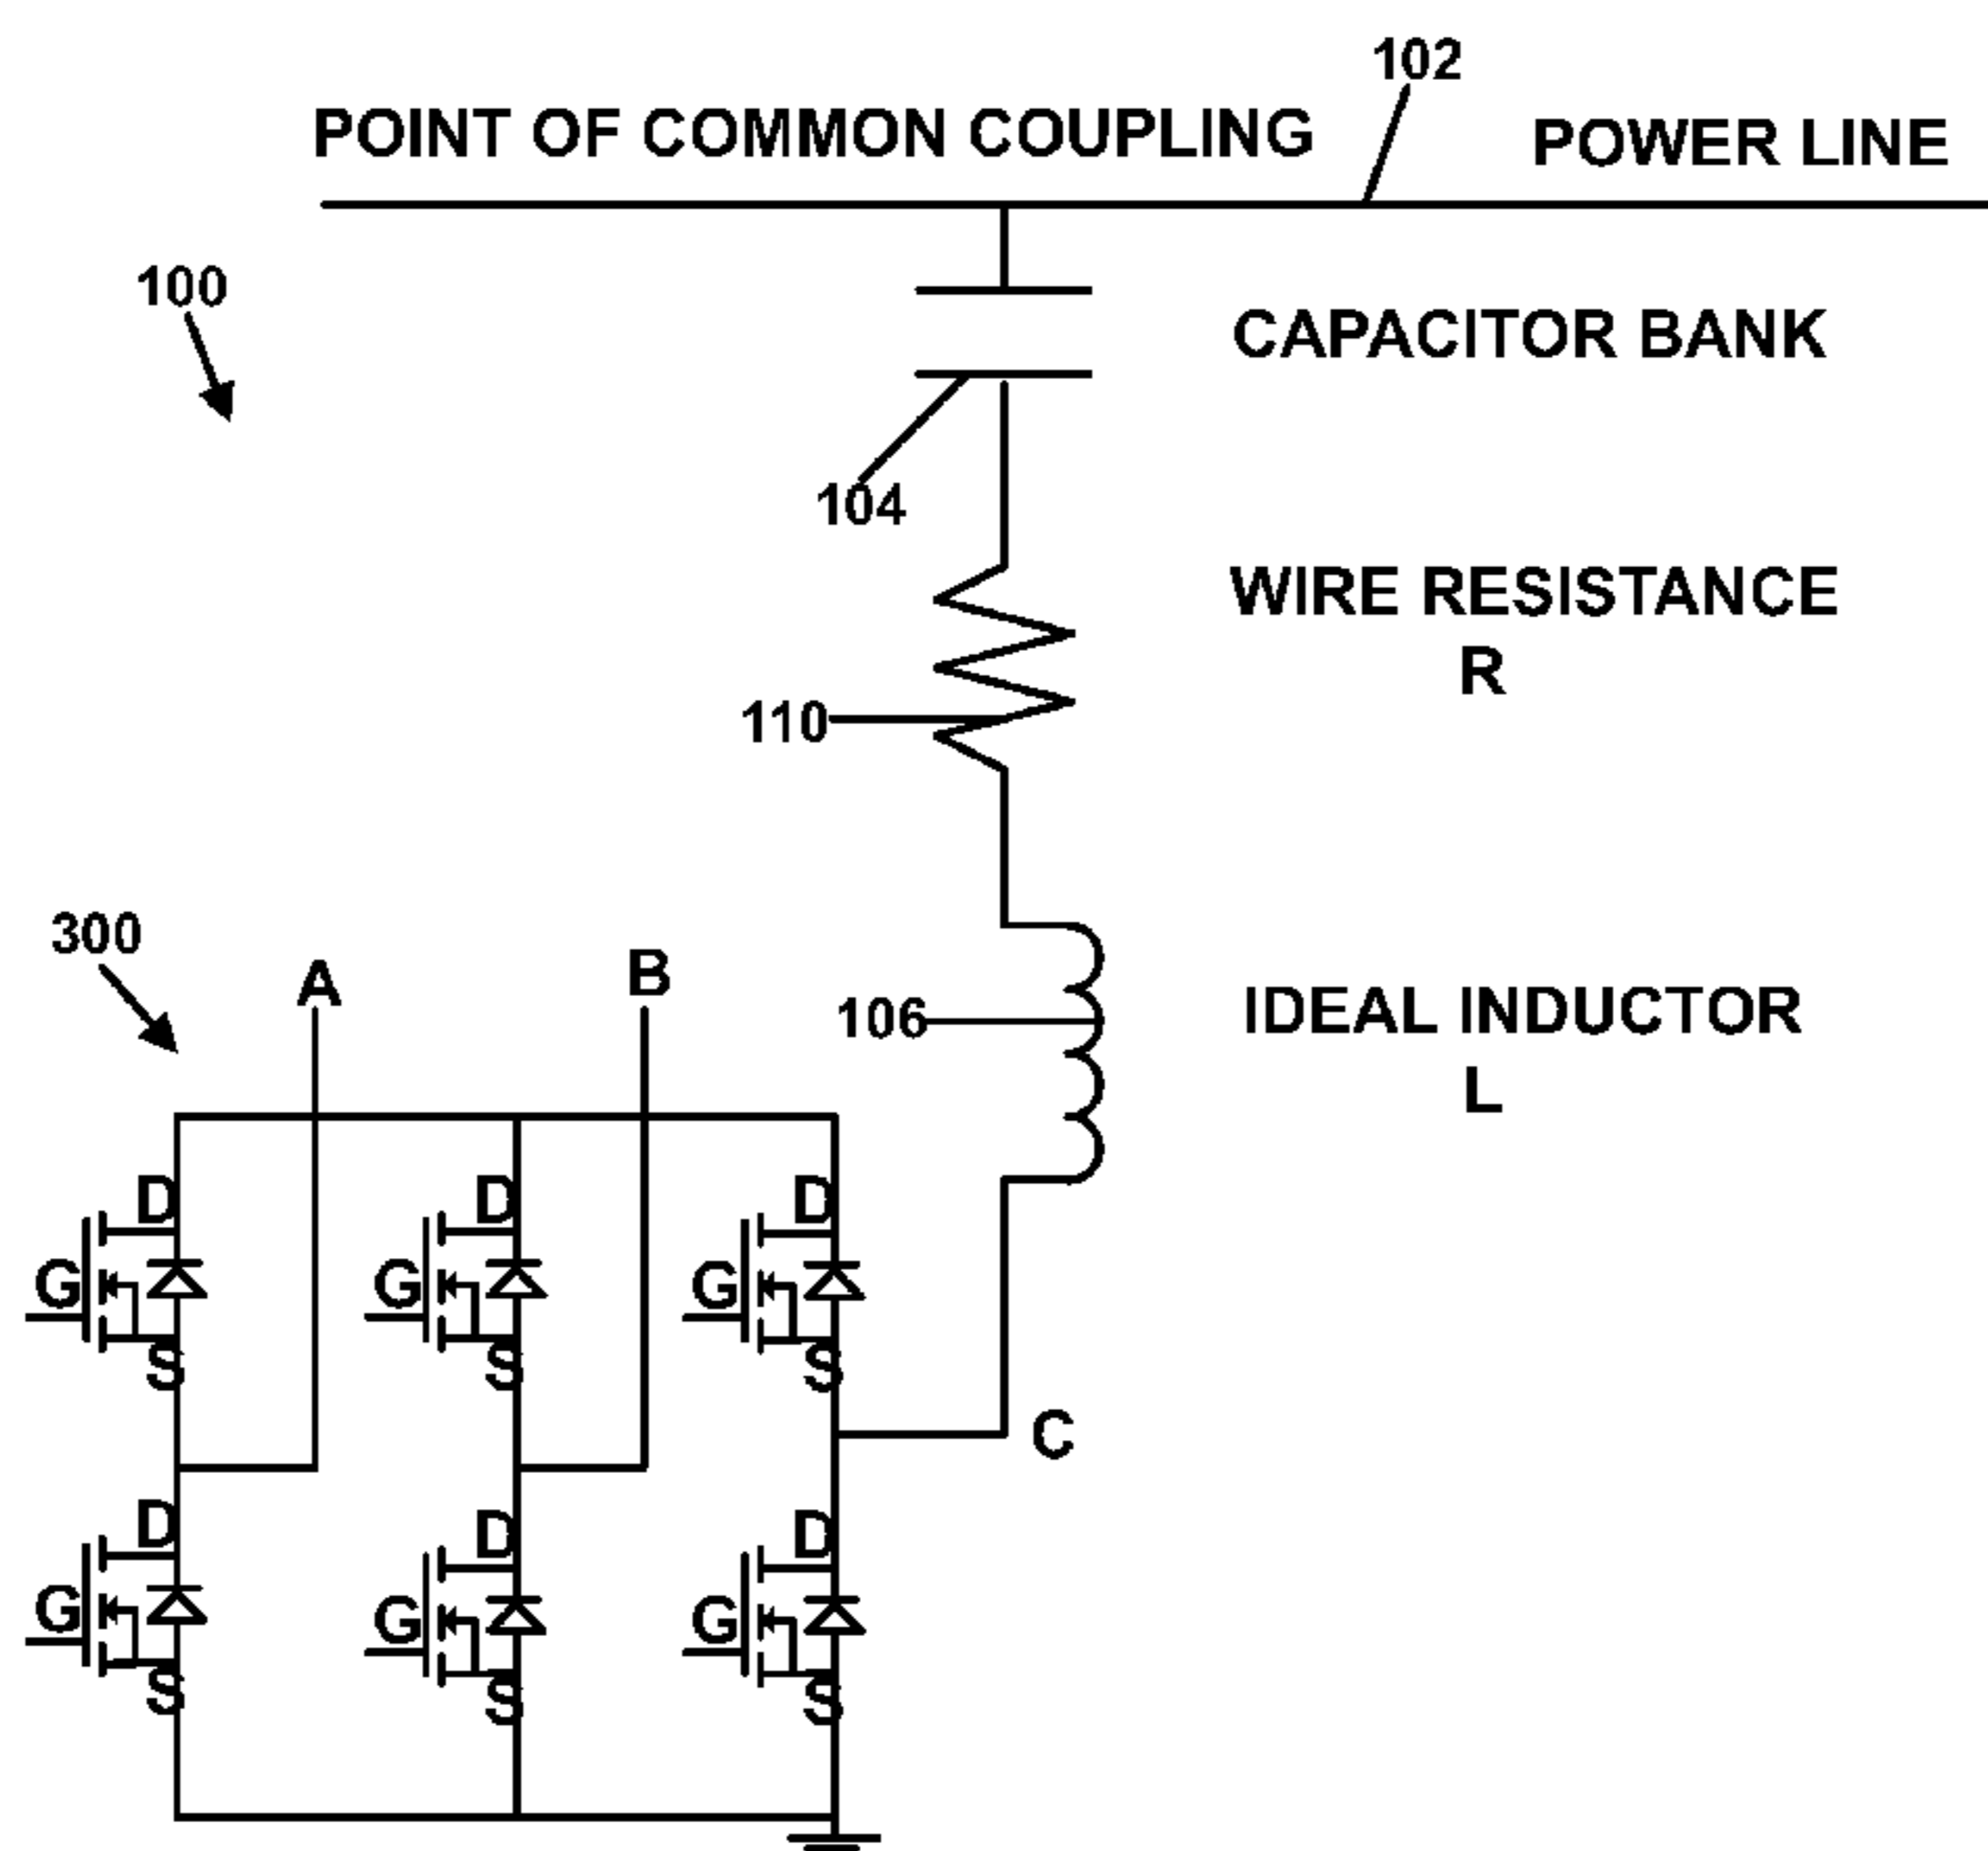 102
POINT OF COMMON COUPLING
POWER LINE
100
CAPACITOR BANK
104
WIRE RESISTANCE
R
110
300
A
B
106
IDEAL INDUCTOR
L
D
D
D
G
G
G
S
S
S
C
D
D
D
G
G
G
S
S
S